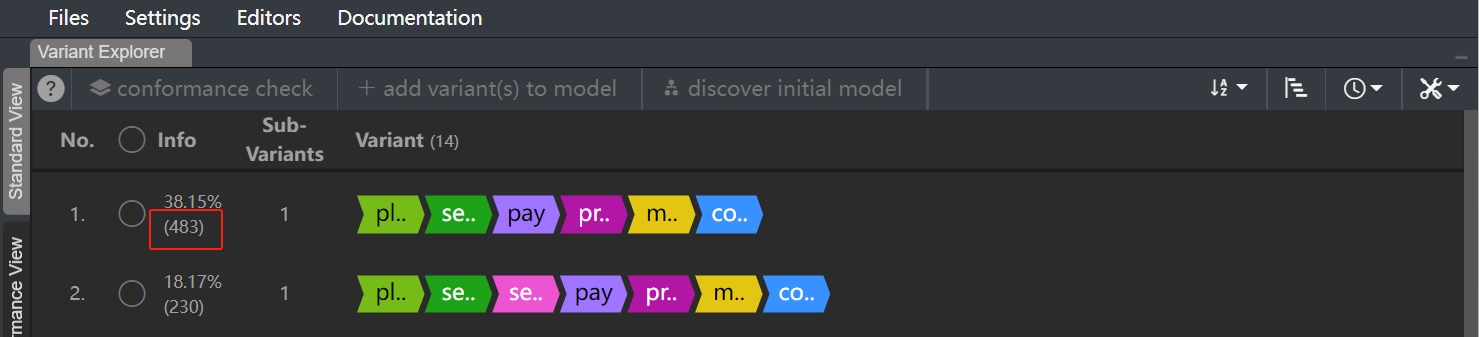 Files Settings Editors Documentation
Variant Explorer
Standard View
? conformance check + add variant(s) to model discover initial model
No. Info Sub-Variants Variant (14)
1. 38.15% (483) 1 pl.. se.. pay pr.. m.. co..
2. 18.17% (230) 1 pl.. se.. se.. pay pr.. m.. co..
rmance View